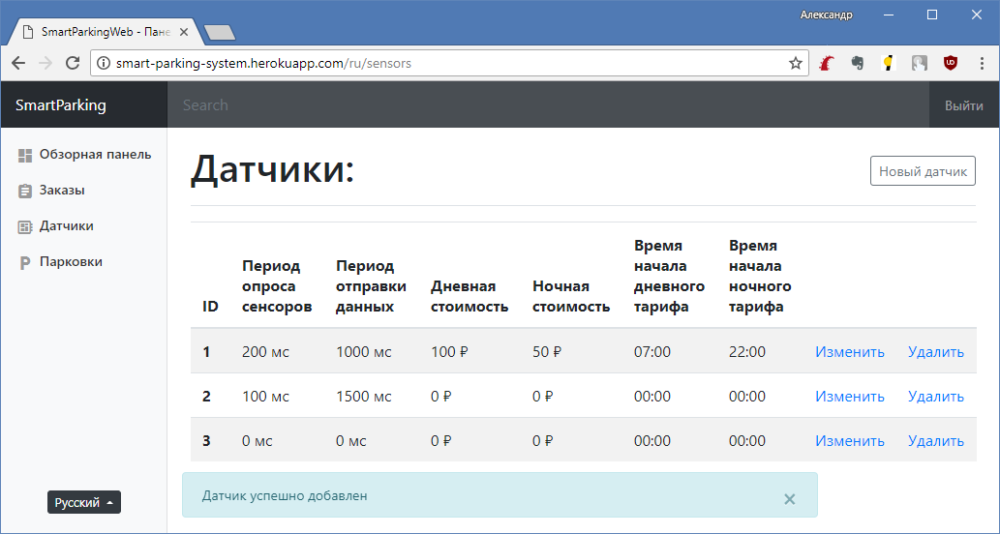 Александр
SmartParkingWeb - Пане
smart-parking-system.herokuapp.com/ru/sensors
SmartParking
Search
Выйти
Обзорная панель
Заказы
Датчики
Парковки
Русский
Датчики:
Новый датчик
ID
Период
опроса
сенсоров
Период
отправки
данных
Дневная
стоимость
Ночная
стоимость
Время
начала
дневного
тарифа
Время
начала
ночного
тарифа
1 200 мс 1000 мс 100 ₽ 50 ₽ 07:00 22:00 Изменить Удалить
2 100 мс 1500 мс 0 ₽ 0 ₽ 00:00 00:00 Изменить Удалить
3 0 мс 0 мс 0 ₽ 0 ₽ 00:00 00:00 Изменить Удалить
Датчик успешно добавлен ×